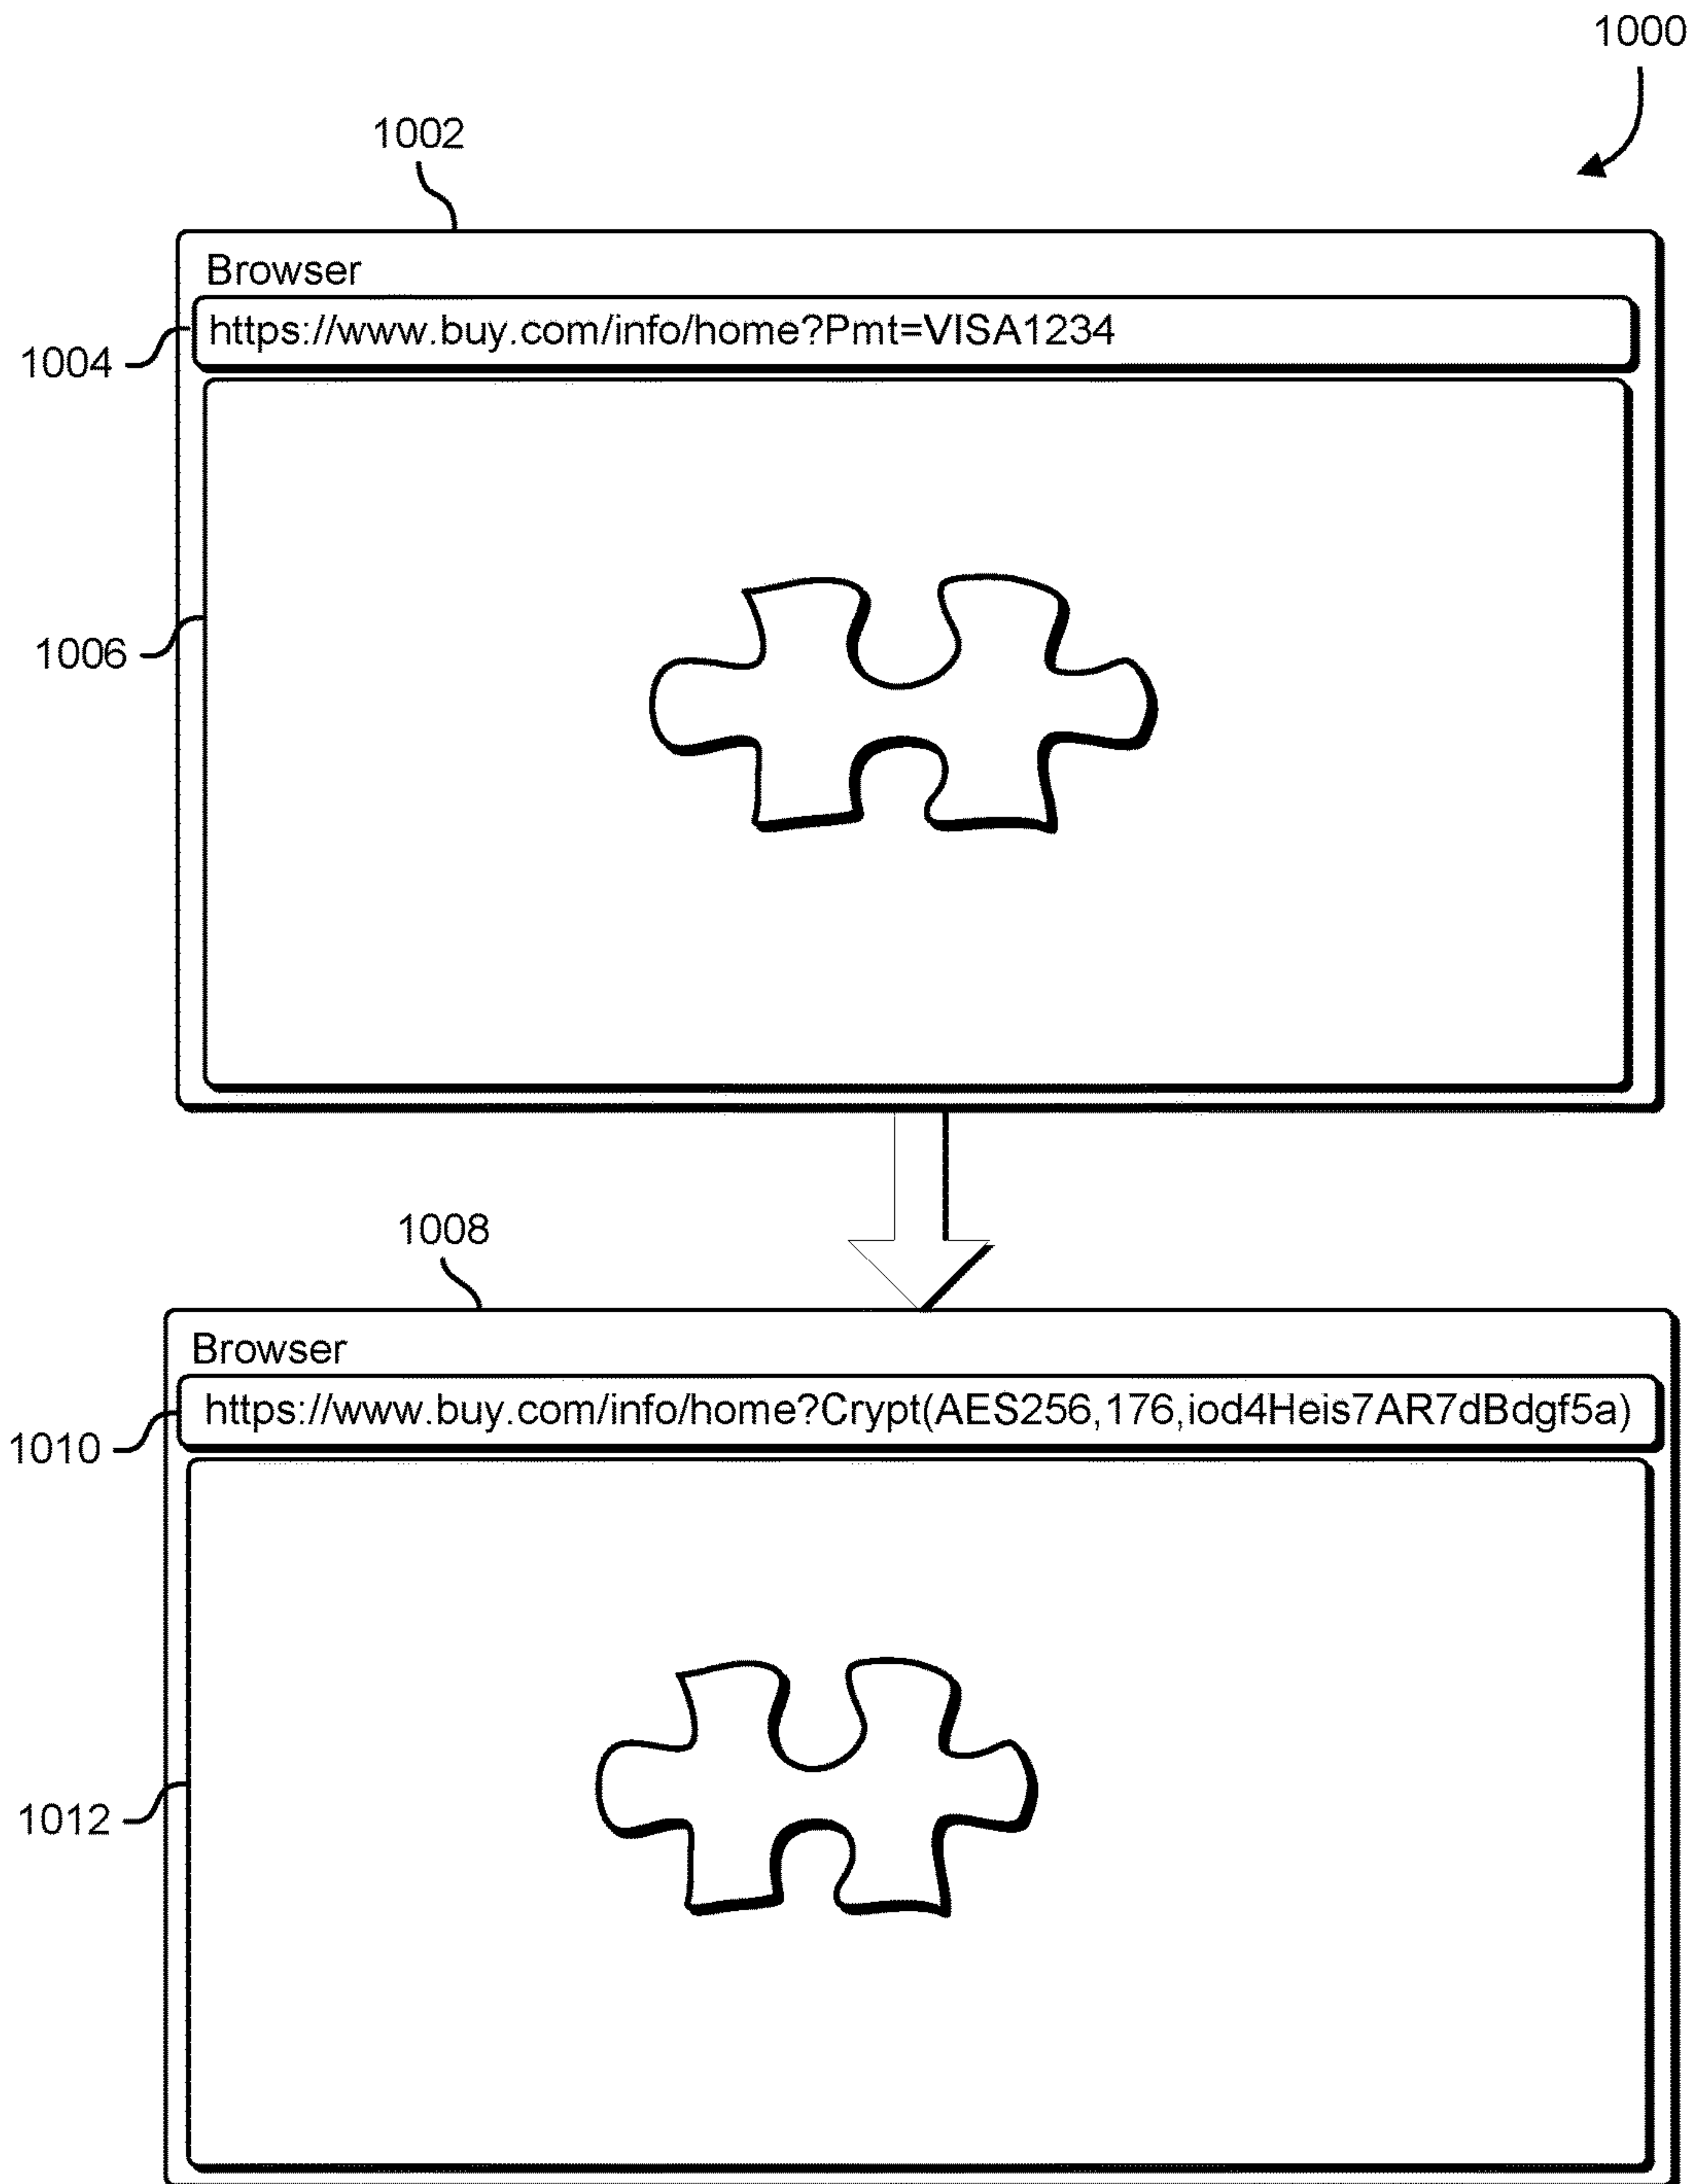 1000
1002
Browser
https://www.buy.com/info/home?Pmt=VISA1234
1004
1006
1008
Browser
https://www.buy.com/info/home?Crypt(AES256,176,iod4Heis7AR7dBdgf5a)
1010
1012